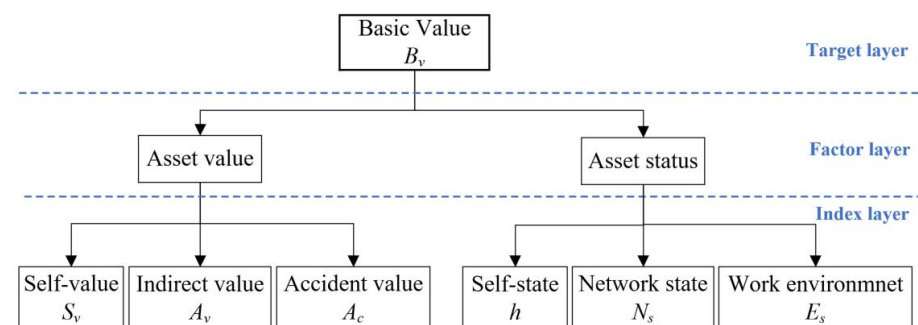 Basic Value
Bv
Target layer
Asset value
Asset status
Factor layer
Index layer
Self-value
Sv
Indirect value
Av
Accident value
Ac
Self-state
h
Network state
Ns
Work environmnet
Es